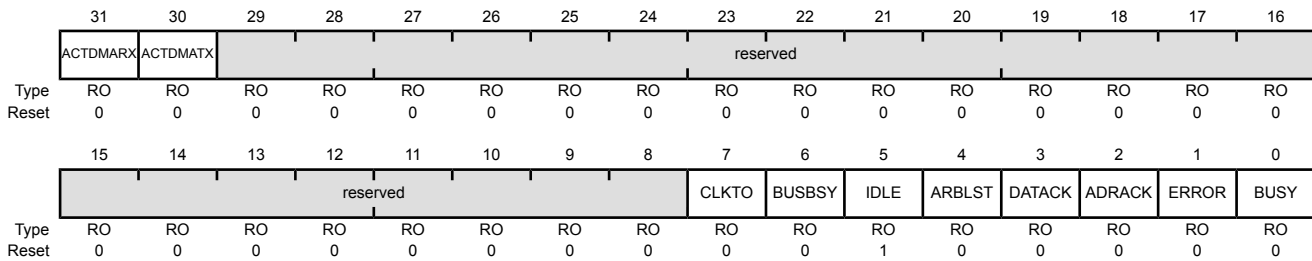 31 30 29 28 27 26 25 24 23 22 21 20 19 18 17 16
ACTDMARX ACTDMATX reserved
Type RO RO RO RO RO RO RO RO RO RO RO RO RO RO RO RO
Reset 0 0 0 0 0 0 0 0 0 0 0 0 0 0 0 0
15 14 13 12 11 10 9 8 7 6 5 4 3 2 1 0
reserved CLKTO BUSBSY IDLE ARBLST DATACK ADRACK ERROR BUSY
Type RO RO RO RO RO RO RO RO RO RO RO RO RO RO RO RO
Reset 0 0 0 0 0 0 0 0 0 0 1 0 0 0 0 0